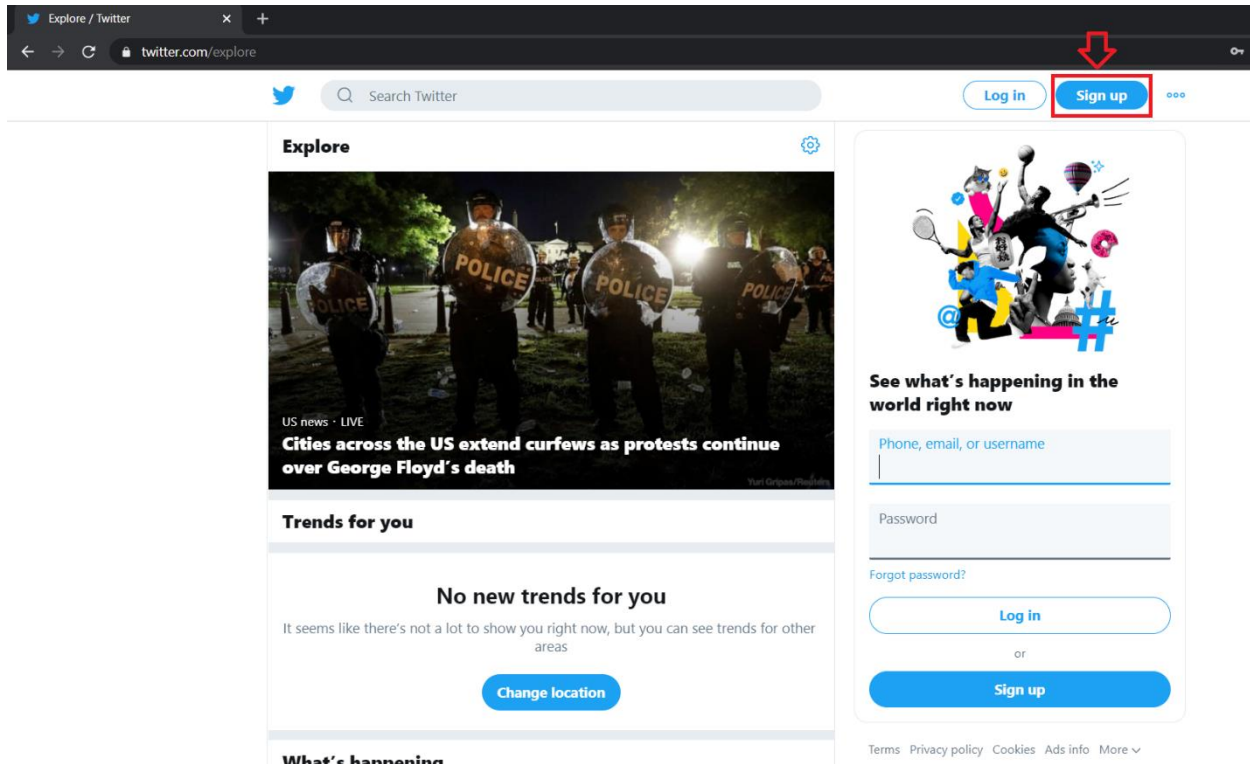 Explore / Twitter
twitter.com/explore
Search Twitter
Log in
Sign up
Explore
POLICE
POLICE
POLICE
POLICE
US news · LIVE
Cities across the US extend curfews as protests continue
over George Floyd's death
Yuri Gripas/Reuters
Trends for you
No new trends for you
It seems like there's not a lot to show you right now, but you can see trends for other
areas
Change location
What's happening
See what's happening in the
world right now
Phone, email, or username
Password
Forgot password?
Log in
or
Sign up
Terms Privacy policy Cookies Ads info More